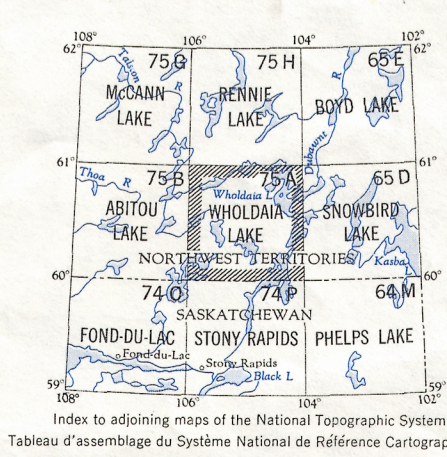 108° 106° 104° 102°
62° 75 G 75 H 65 E 62°
Talson R
McCANN LAKE
RENNIE LAKE
BOYD LAKE
Dubawnt R
61° 61°
Thoa R 75 B 75 A 65 D
Wholdaia L
ABITOU LAKE
WHOLDAIA LAKE
SNOWBIRD LAKE
NORTHWEST TERRITORIES
Kasba L
60° 60°
74 O 74 P 64 M
SASKATCHEWAN
FOND-DU-LAC STONY RAPIDS PHELPS LAKE
Fond-du-Lac
Stony Rapids
Black L
59° 59°
108° 106° 104° 102°
Index to adjoining maps of the National Topographic System
Tableau d'assemblage du Système National de Référence Cartograp